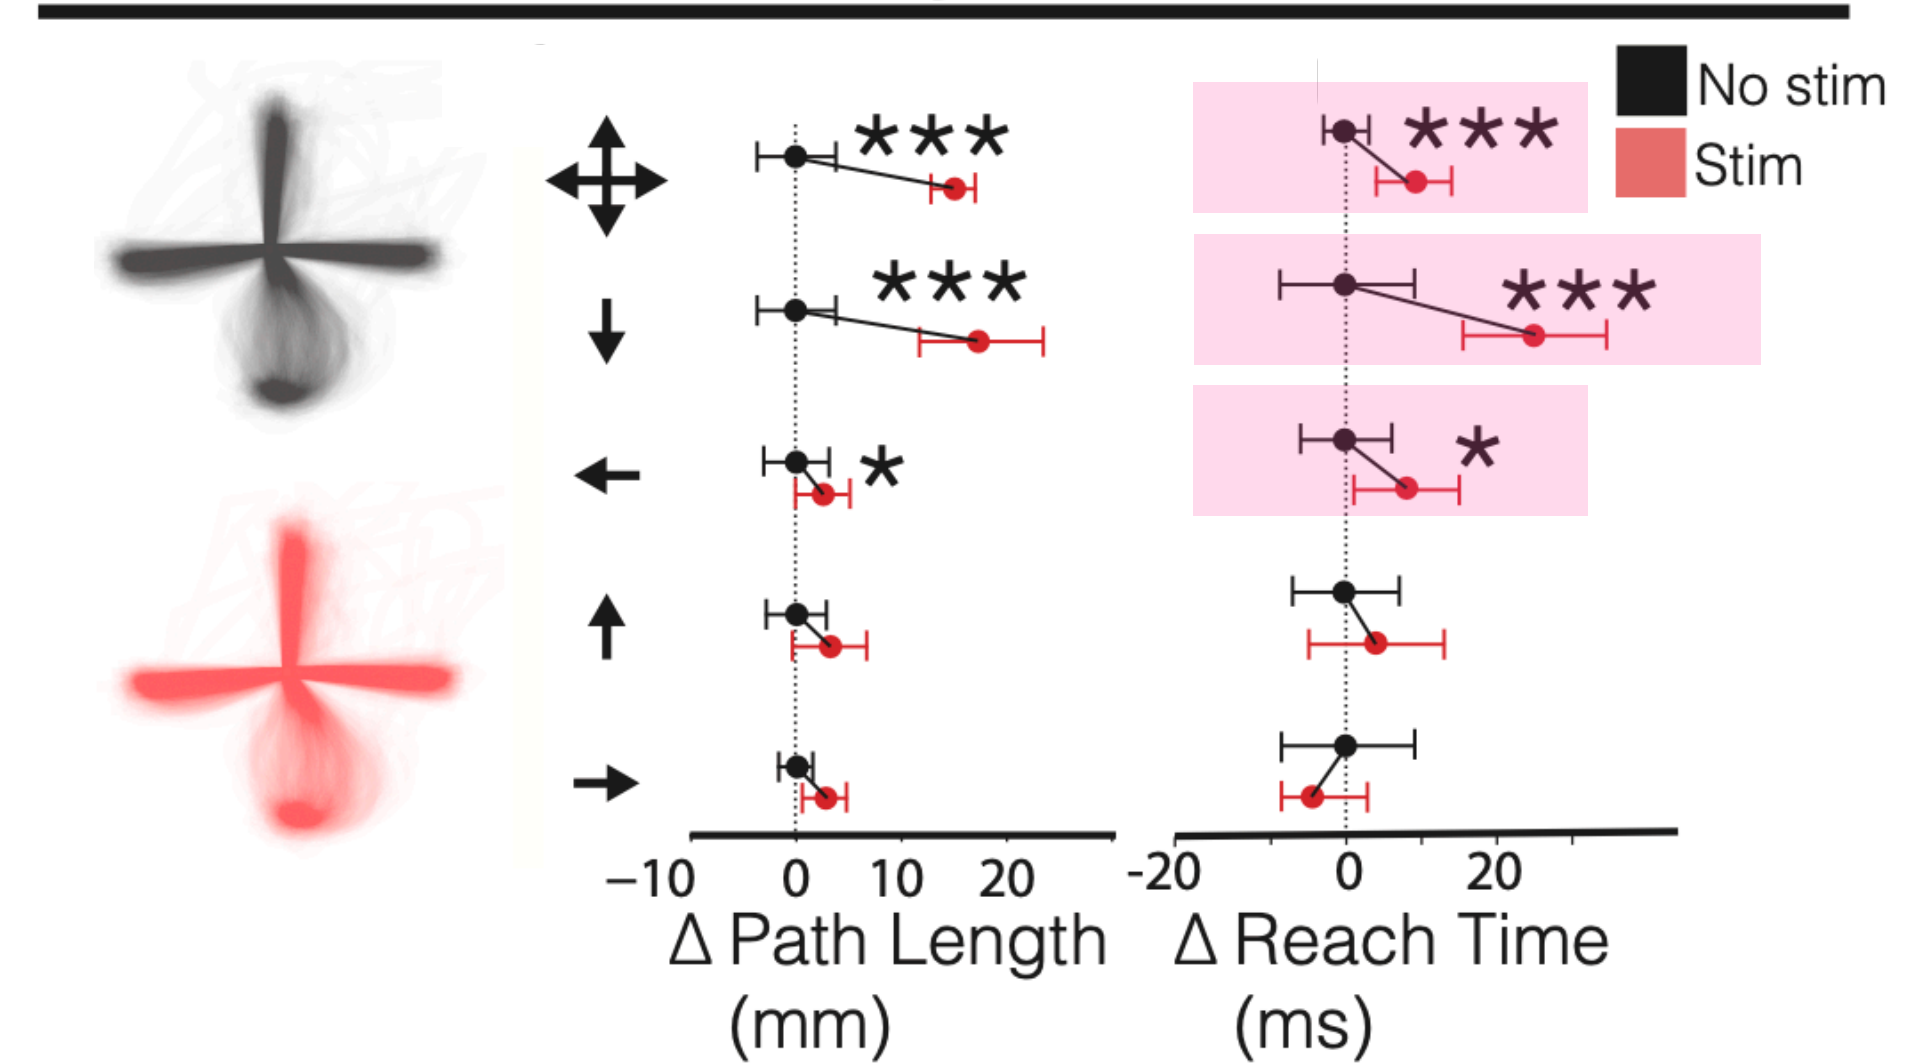 No stim
Stim
***
***
***
***
*
*
−10 0 10 20
-20 0 20
Δ Path Length
(mm)
Δ Reach Time
(ms)